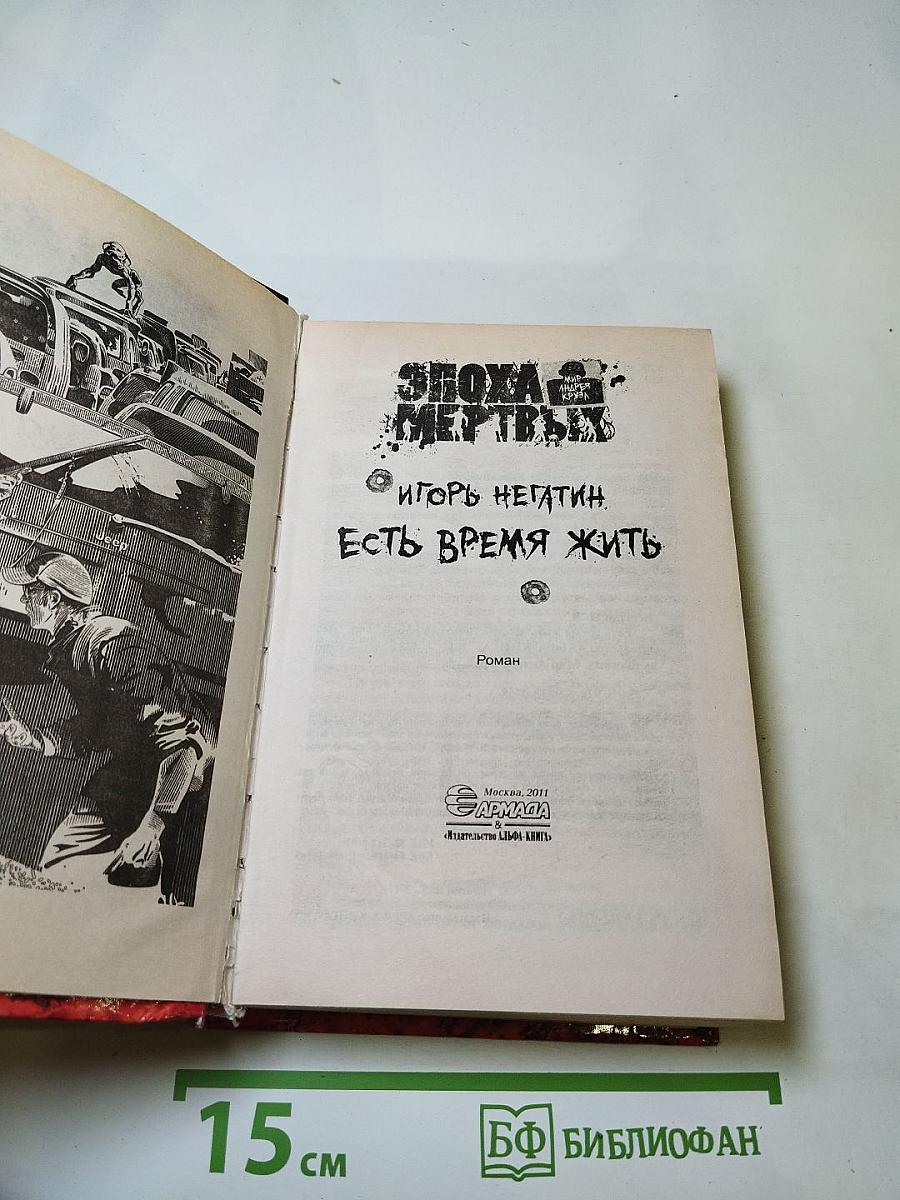 Jeep
ЭПОХА
МИР
АНДРЕЯ
КРУЗА
МЕРТВЫХ
ИГОРЬ НЕГАТИН
ЕСТЬ ВРЕМЯ ЖИТЬ
Роман
Москва, 2011
АРМАДА
&
«Издательство АЛЬФА-КНИГА»
15 см
БФ БИБЛИОФАН